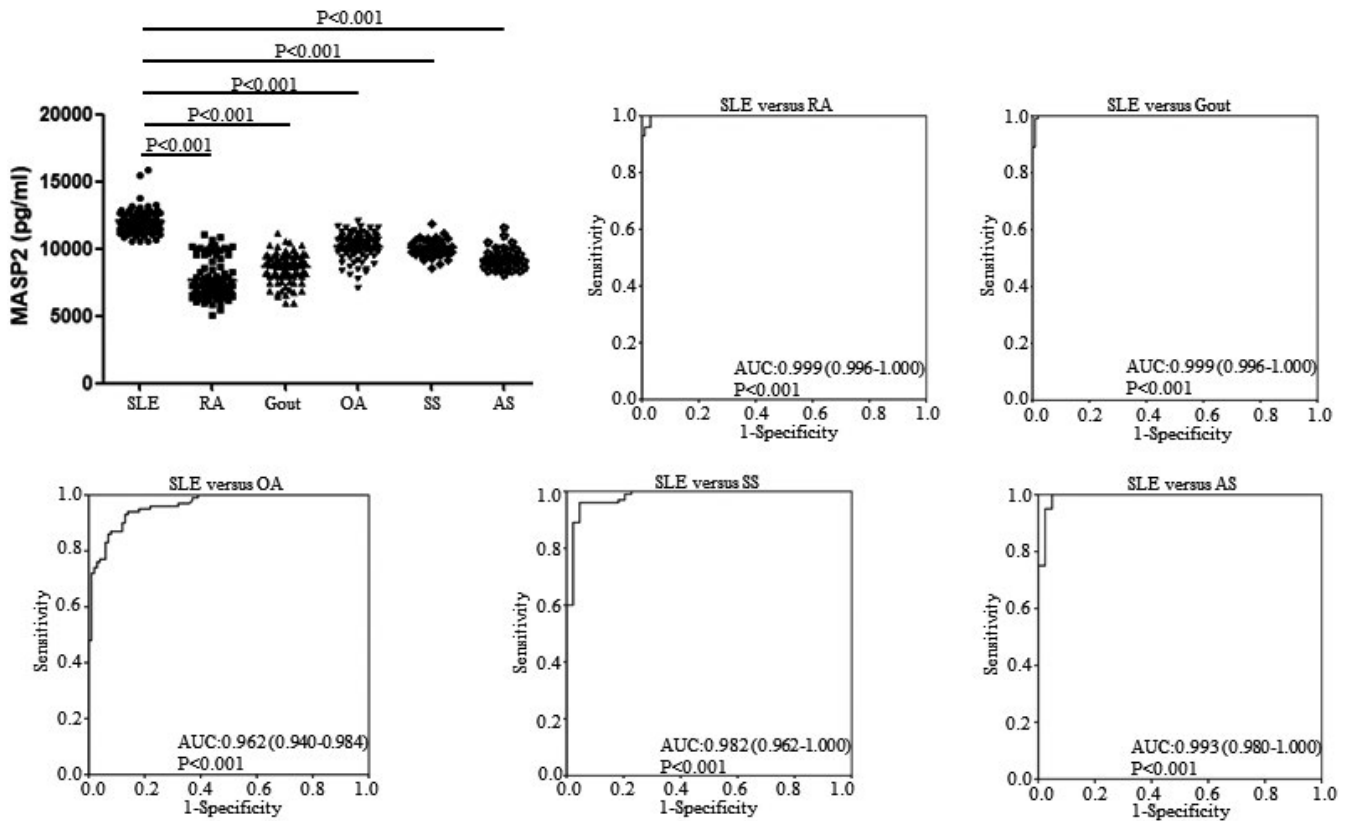 P<0.001
P<0.001
P<0.001
P<0.001
P<0.001
MASP2 (pg/ml)
20000
15000
10000
5000
0
SLE RA Gout OA SS AS
SLE versus RA
Sensitivity
1.0
0.8
0.6
0.4
0.2
0.0
AUC:0.999 (0.996-1.000)
P<0.001
0.0 0.2 0.4 0.6 0.8 1.0
1-Specificity
SLE versus Gout
Sensitivity
1.0
0.8
0.6
0.4
0.2
0.0
AUC:0.999 (0.996-1.000)
P<0.001
0.0 0.2 0.4 0.6 0.8 1.0
1-Specificity
SLE versus OA
Sensitivity
1.0
0.8
0.6
0.4
0.2
0.0
AUC:0.962 (0.940-0.984)
P<0.001
0.0 0.2 0.4 0.6 0.8 1.0
1-Specificity
SLE versus SS
Sensitivity
1.0
0.8
0.6
0.4
0.2
0.0
AUC:0.982 (0.962-1.000)
P<0.001
0.0 0.2 0.4 0.6 0.8 1.0
1-Specificity
SLE versus AS
Sensitivity
1.0
0.8
0.6
0.4
0.2
0.0
AUC:0.993 (0.980-1.000)
P<0.001
0.0 0.2 0.4 0.6 0.8 1.0
1-Specificity